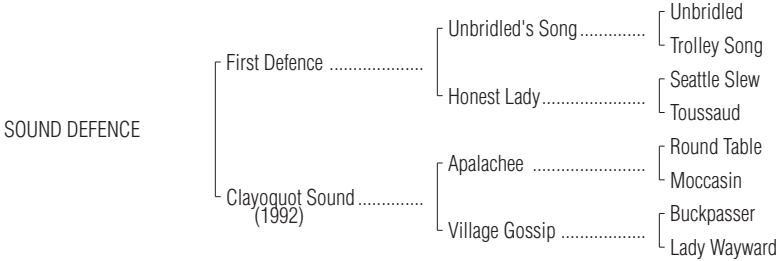 Unbridled
Unbridled's Song..............
Trolley Song
First Defence ....................
Seattle Slew
Honest Lady......................
Toussaud
SOUND DEFENCE
Round Table
Apalachee ........................
Moccasin
Clayoquot Sound..............
(1992)
Buckpasser
Village Gossip ..................
Lady Wayward